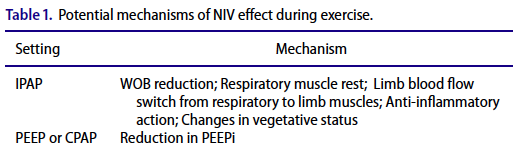 Table 1. Potential mechanisms of NIV effect during exercise.
Setting Mechanism
IPAP WOB reduction; Respiratory muscle rest; Limb blood flow
switch from respiratory to limb muscles; Anti-inflammatory
action; Changes in vegetative status
PEEP or CPAP Reduction in PEEPi